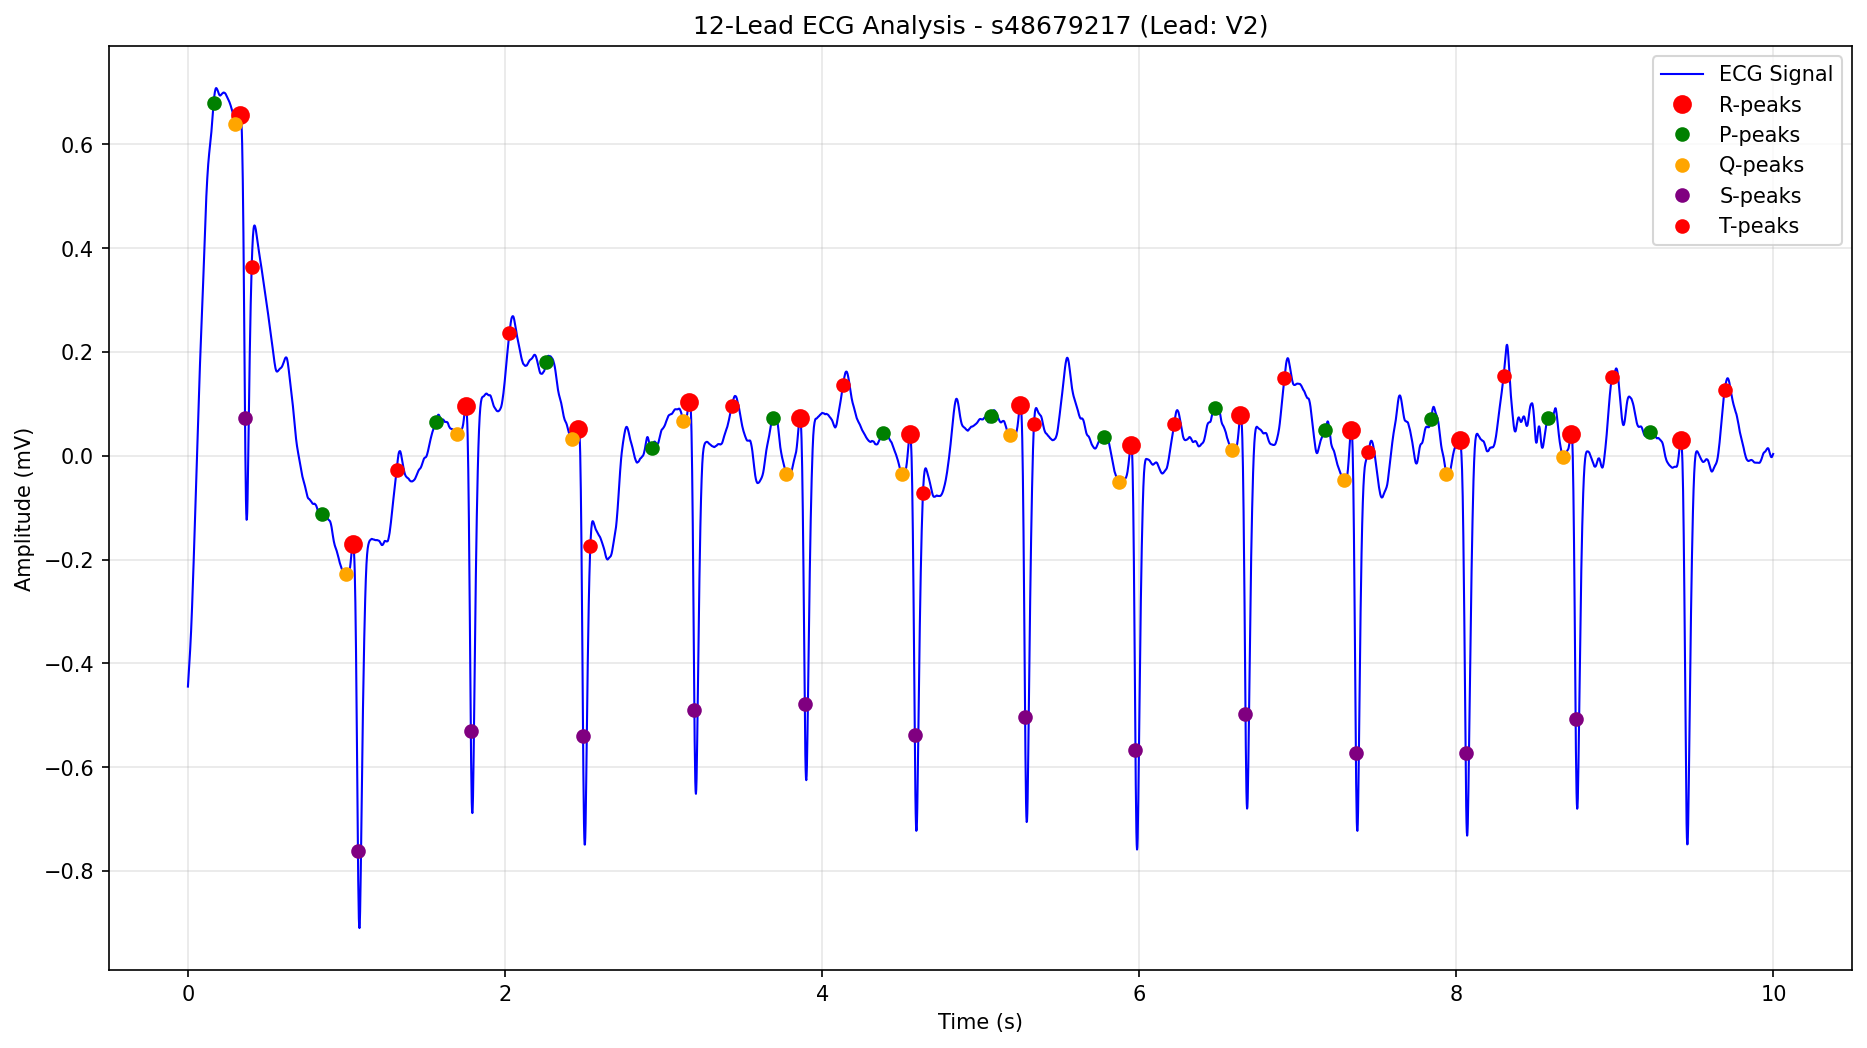 12-Lead ECG Analysis - s48679217 (Lead: V2)
ECG Signal
R-peaks
P-peaks
Q-peaks
S-peaks
T-peaks
Amplitude (mV)
0.6
0.4
0.2
0.0
−0.2
−0.4
−0.6
−0.8
0 2 4 6 8 10
Time (s)